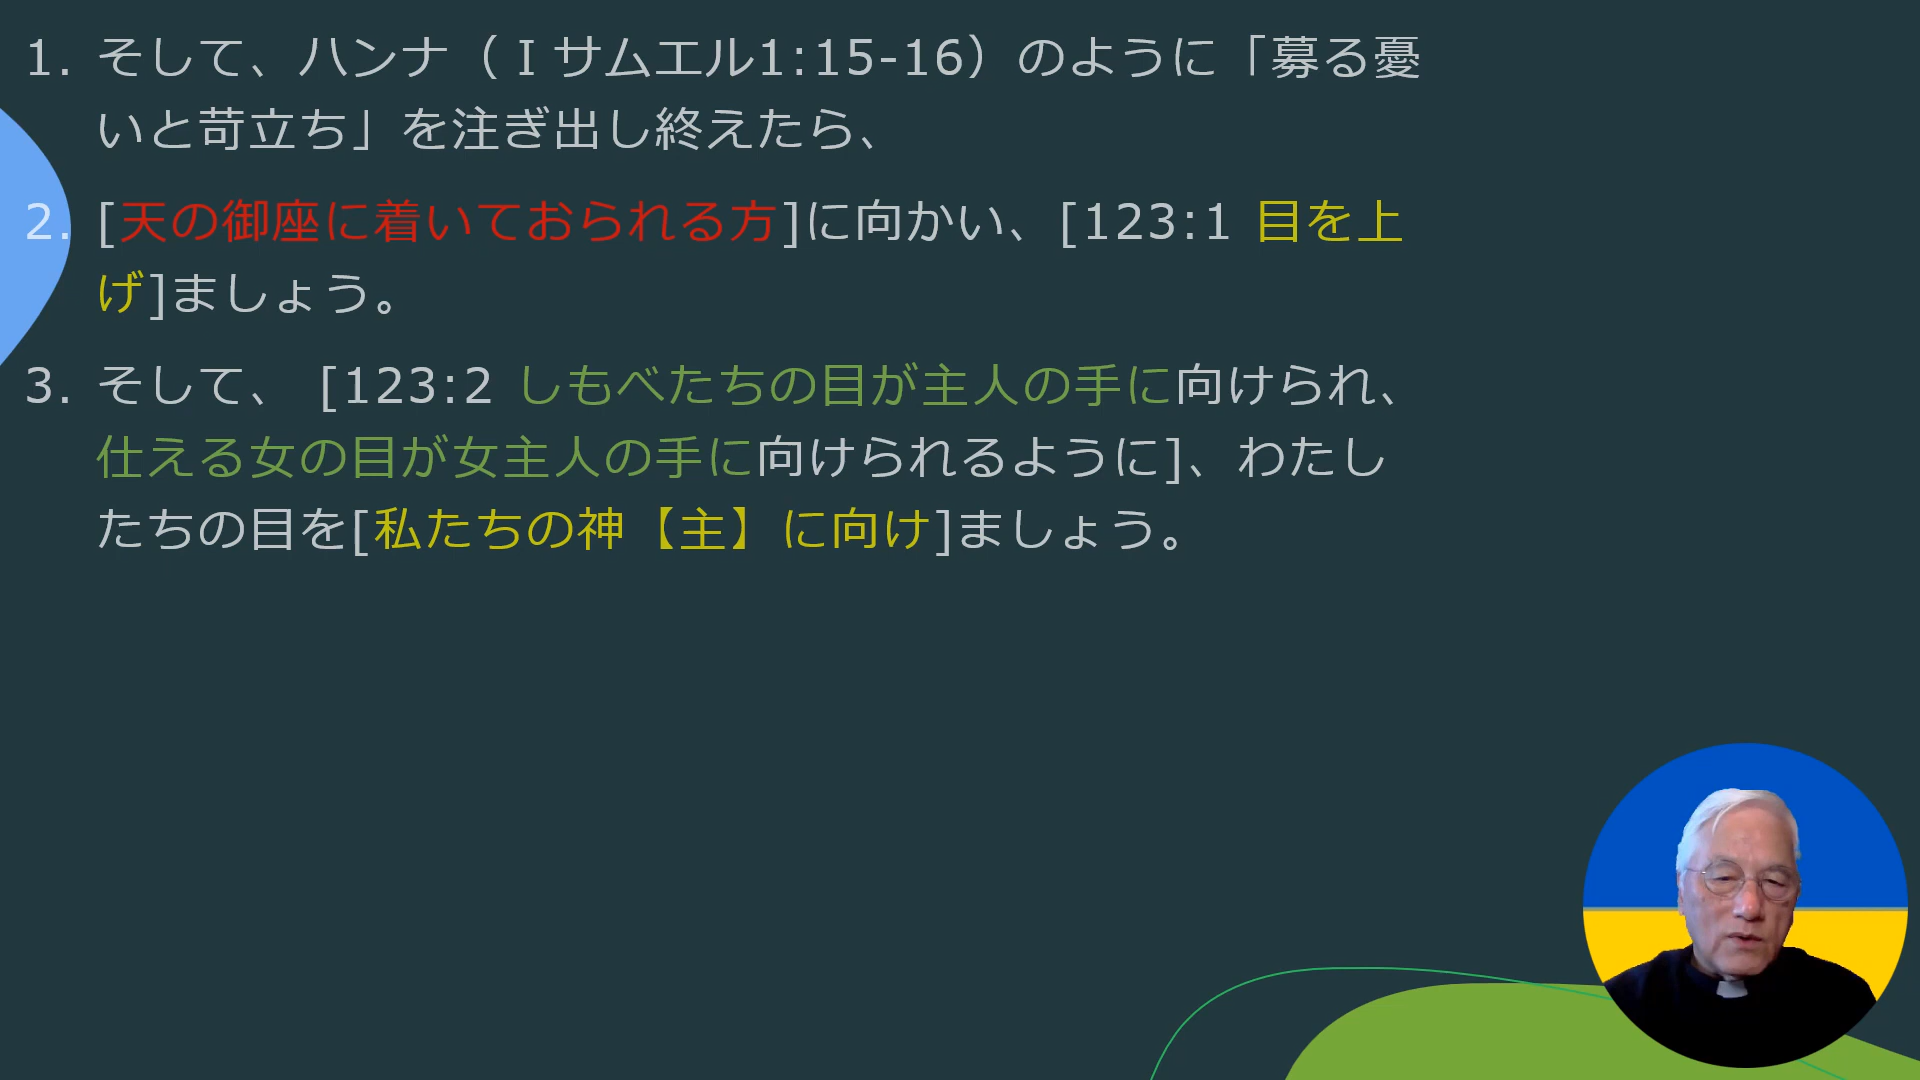 1. そして、ハンナ（Ⅰサムエル1:15-16）のように「募る憂
いと苛立ち」を注ぎ出し終えたら、
2. [天の御座に着いておられる方]に向かい、[123:1 目を上
げ]ましょう。
3. そして、 [123:2 しもべたちの目が主人の手に向けられ、
仕える女の目が女主人の手に向けられるように]、わたし
たちの目を[私たちの神【主】に向け]ましょう。